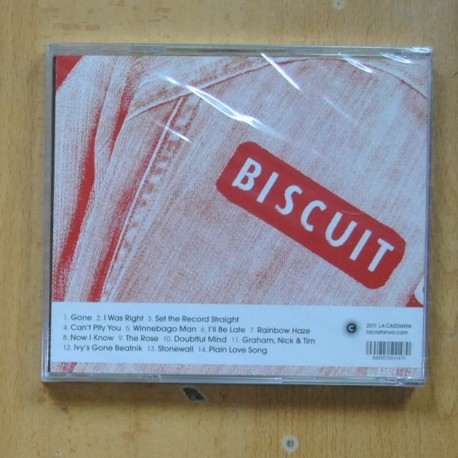 BISCUIT
1. Gone 2. I Was Right 3. Set the Record Straight
4. Can't Pity You 5. Winnebago Man 6. I'll Be Late 7. Rainbow Haze
8. Now I Know 9. The Rose 10. Doubtful Mind 11. Graham, Nick & Tim
12. Ivy's Gone Beatnik 13. Stonewall 14. Plain Love Song
C
2011 LA CASTANYA
lacastanya.com